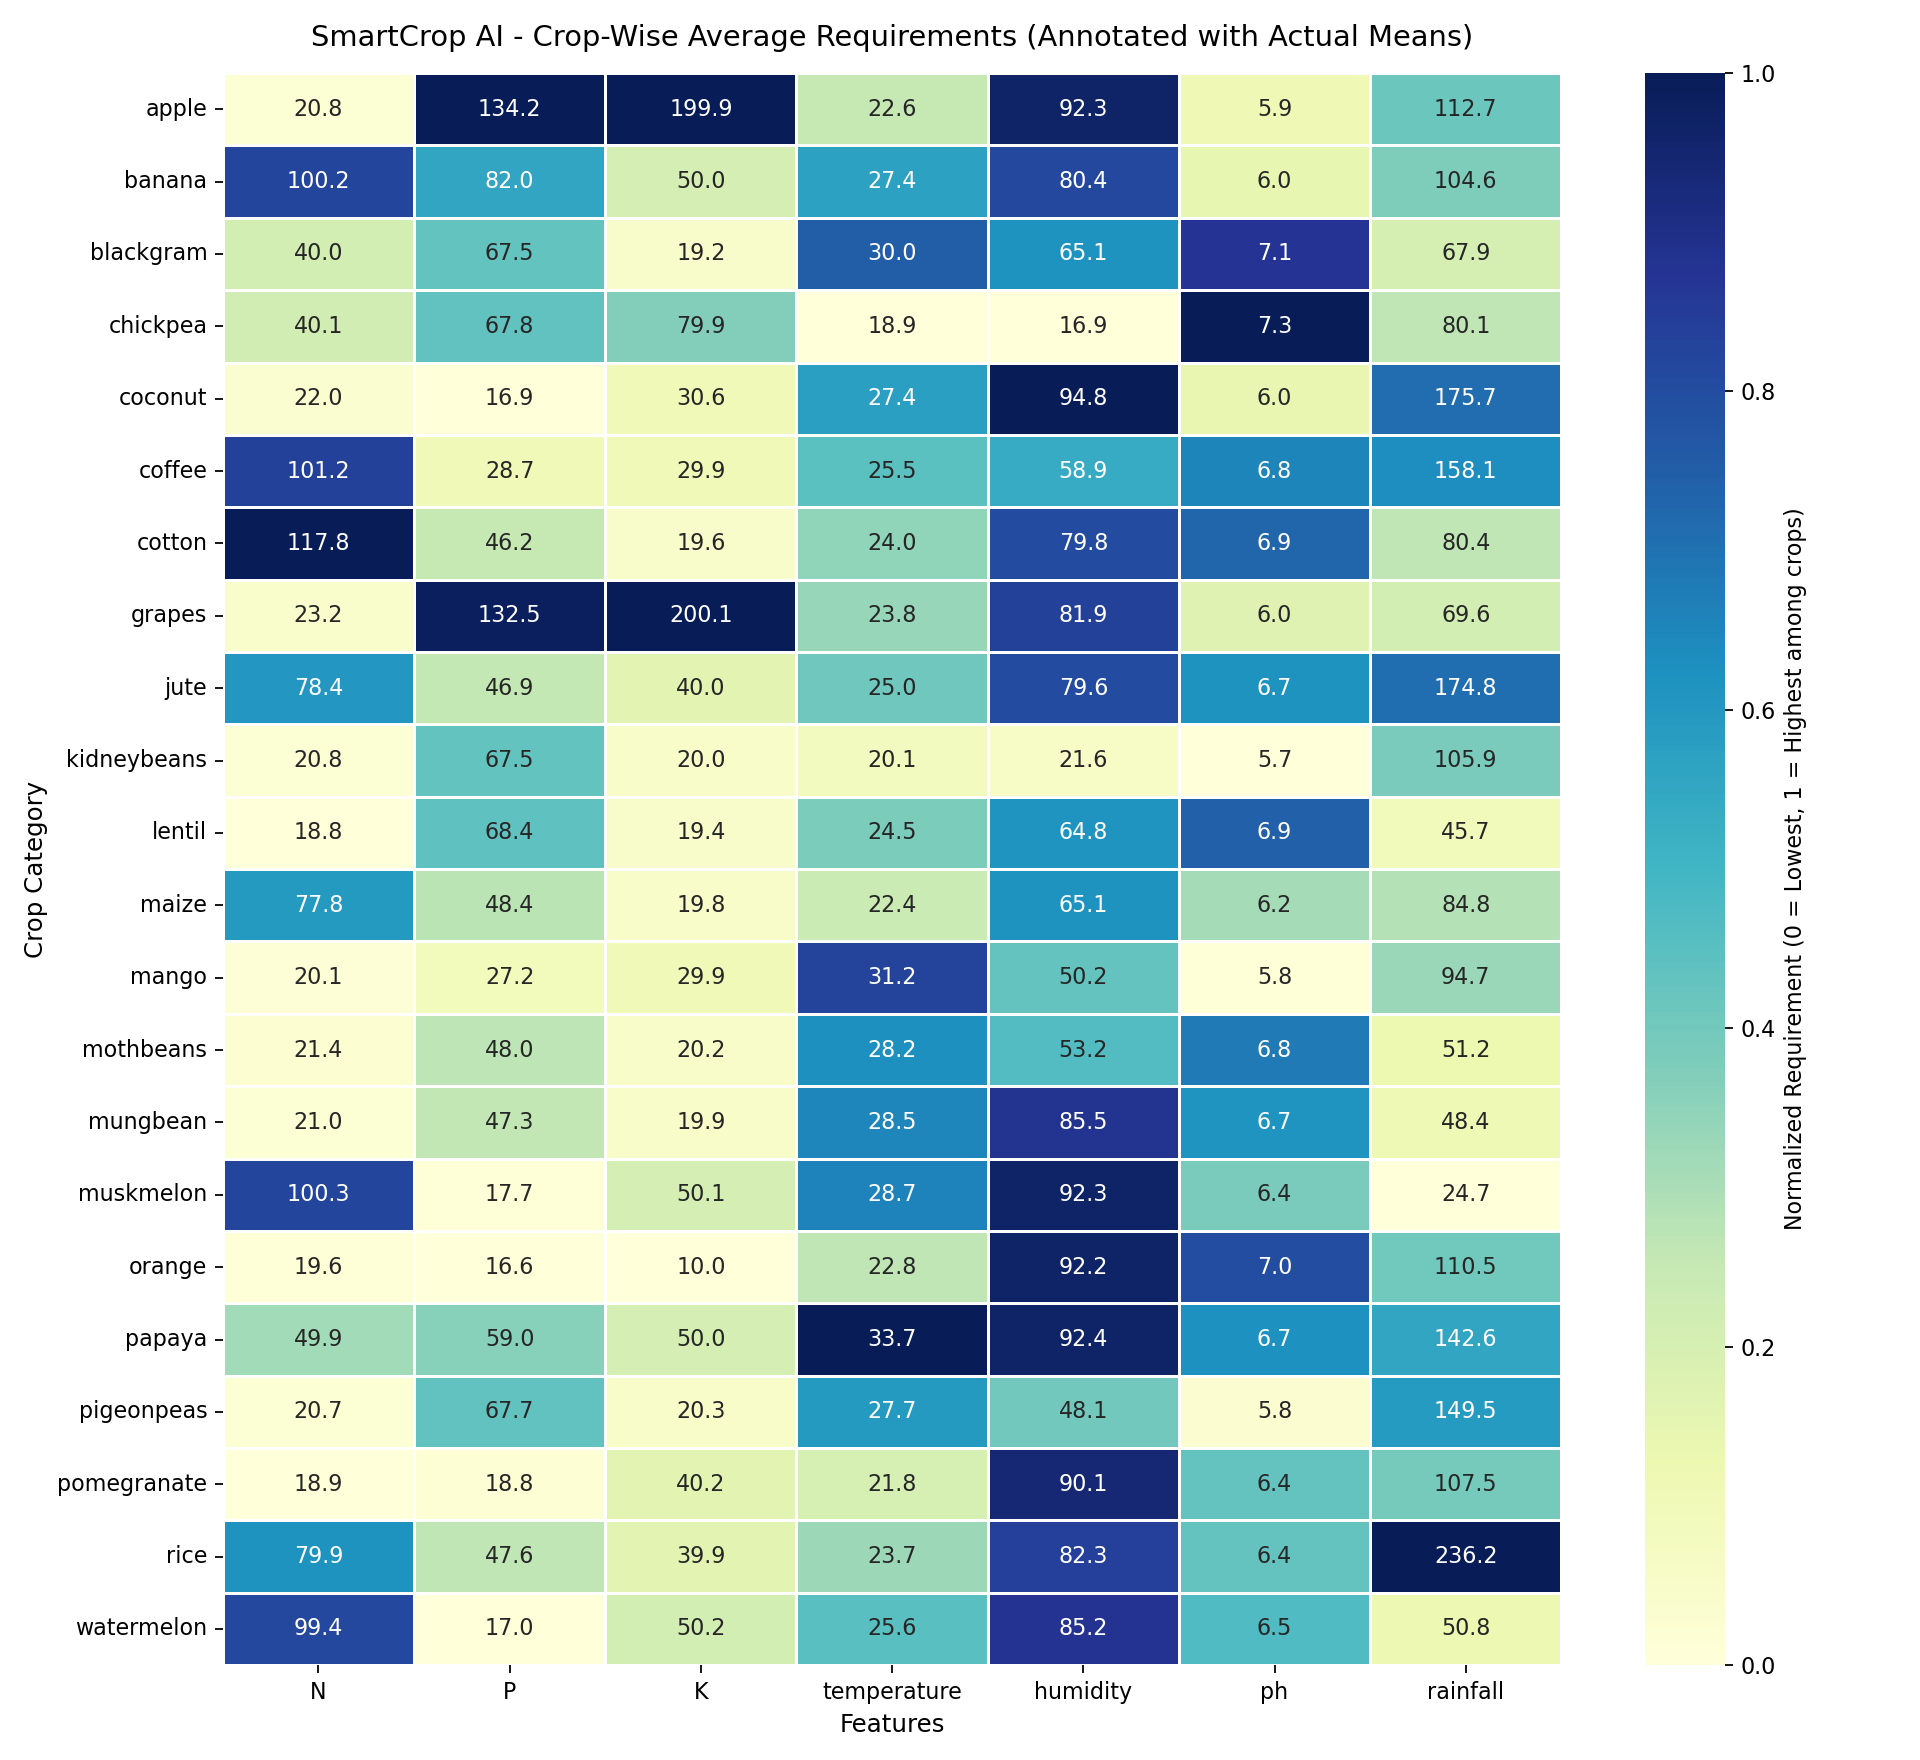 SmartCrop AI - Crop-Wise Average Requirements (Annotated with Actual Means)
apple 20.8 134.2 199.9 22.6 92.3 5.9 112.7
banana 100.2 82.0 50.0 27.4 80.4 6.0 104.6
blackgram 40.0 67.5 19.2 30.0 65.1 7.1 67.9
chickpea 40.1 67.8 79.9 18.9 16.9 7.3 80.1
coconut 22.0 16.9 30.6 27.4 94.8 6.0 175.7
coffee 101.2 28.7 29.9 25.5 58.9 6.8 158.1
cotton 117.8 46.2 19.6 24.0 79.8 6.9 80.4
grapes 23.2 132.5 200.1 23.8 81.9 6.0 69.6
jute 78.4 46.9 40.0 25.0 79.6 6.7 174.8
kidneybeans 20.8 67.5 20.0 20.1 21.6 5.7 105.9
lentil 18.8 68.4 19.4 24.5 64.8 6.9 45.7
maize 77.8 48.4 19.8 22.4 65.1 6.2 84.8
mango 20.1 27.2 29.9 31.2 50.2 5.8 94.7
mothbeans 21.4 48.0 20.2 28.2 53.2 6.8 51.2
mungbean 21.0 47.3 19.9 28.5 85.5 6.7 48.4
muskmelon 100.3 17.7 50.1 28.7 92.3 6.4 24.7
orange 19.6 16.6 10.0 22.8 92.2 7.0 110.5
papaya 49.9 59.0 50.0 33.7 92.4 6.7 142.6
pigeonpeas 20.7 67.7 20.3 27.7 48.1 5.8 149.5
pomegranate 18.9 18.8 40.2 21.8 90.1 6.4 107.5
rice 79.9 47.6 39.9 23.7 82.3 6.4 236.2
watermelon 99.4 17.0 50.2 25.6 85.2 6.5 50.8
N P K temperature humidity ph rainfall
Features
Crop Category
1.0
0.8
0.6
0.4
0.2
0.0
Normalized Requirement (0 = Lowest, 1 = Highest among crops)